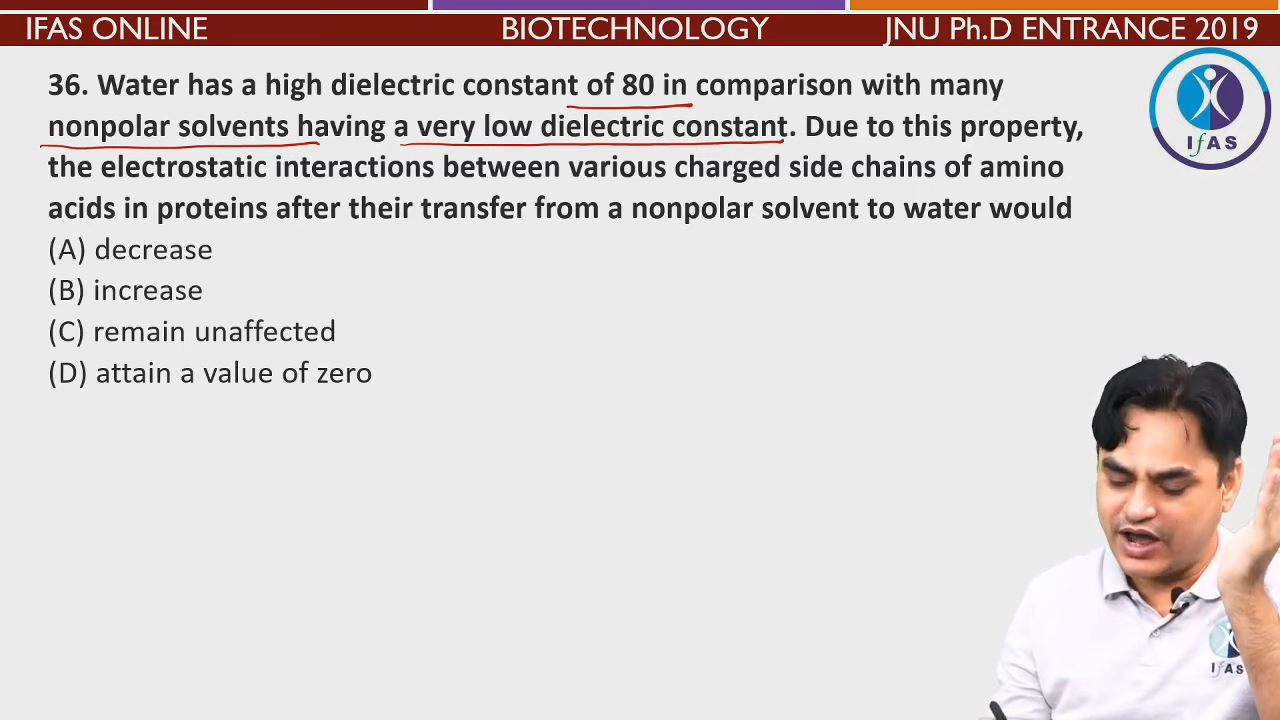 IFAS ONLINE BIOTECHNOLOGY JNU Ph.D ENTRANCE 2019
36. Water has a high dielectric constant of 80 in comparison with many
nonpolar solvents having a very low dielectric constant. Due to this property,
the electrostatic interactions between various charged side chains of amino
acids in proteins after their transfer from a nonpolar solvent to water would
(A) decrease
(B) increase
(C) remain unaffected
(D) attain a value of zero
IfAS
IfAS